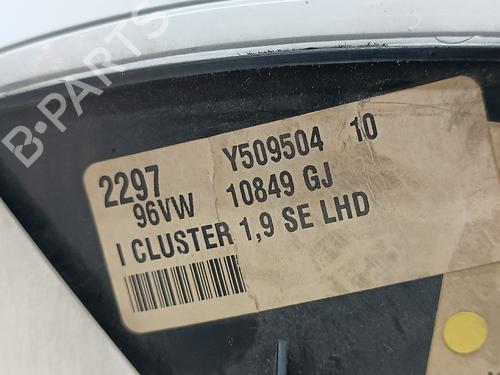 B-PARTS
2297 Y509504 10
96VW 10849 GJ
I CLUSTER 1,9 SE LHD